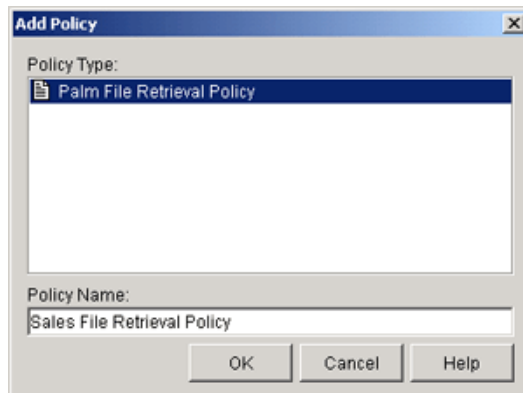 Add Policy
Policy Type:
Palm File Retrieval Policy
Policy Name:
Sales File Retrieval Policy
OK Cancel Help